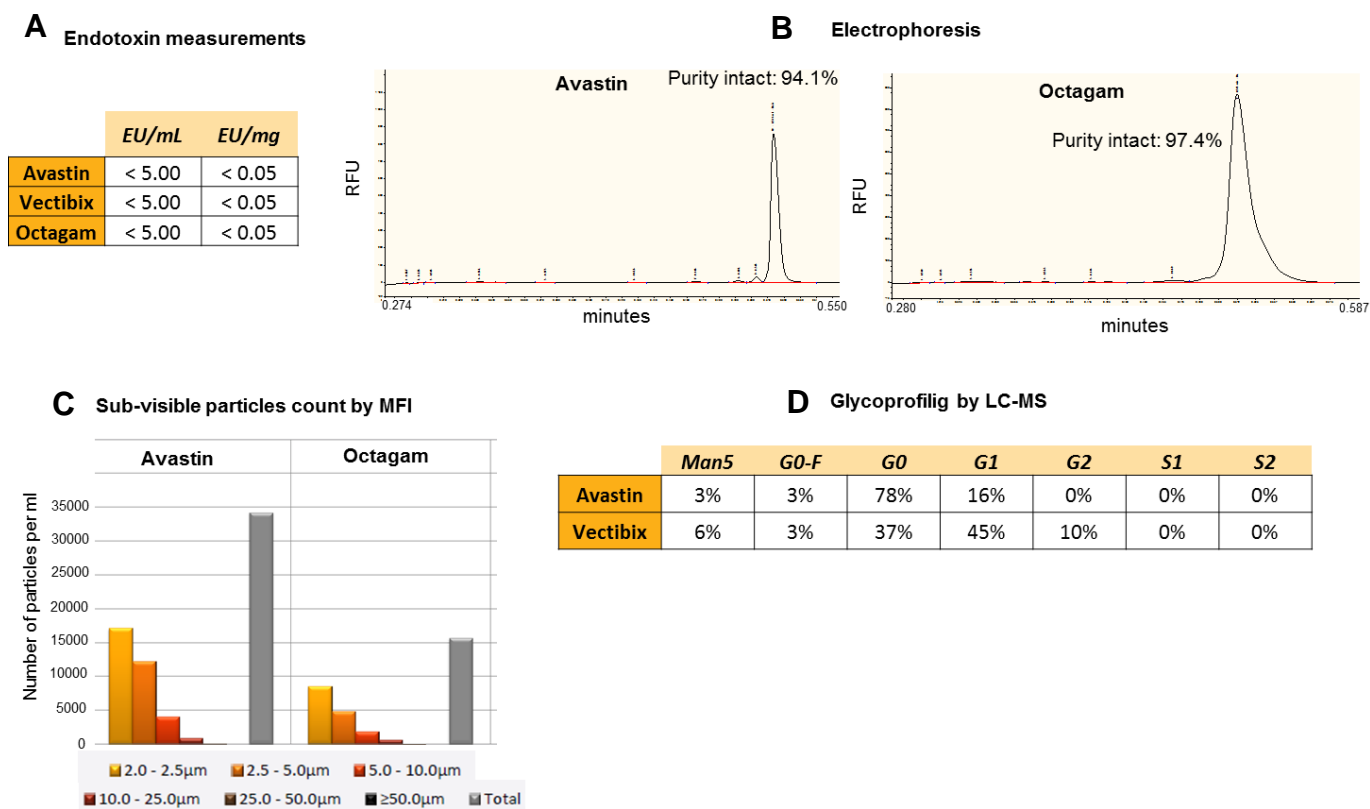 A Endotoxin measurements
EU/mL EU/mg
Avastin < 5.00 < 0.05
Vectibix < 5.00 < 0.05
Octagam < 5.00 < 0.05
B Electrophoresis
Avastin
Purity intact: 94.1%
RFU
0.274
0.550
minutes
Octagam
Purity intact: 97.4%
RFU
0.280
0.587
minutes
C Sub-visible particles count by MFI
Avastin Octagam
Number of particles per ml
35000
30000
25000
20000
15000
10000
5000
0
2.0 - 2.5µm 2.5 - 5.0µm 5.0 - 10.0µm
10.0 - 25.0µm 25.0 - 50.0µm ≥50.0µm Total
D Glycoprofilig by LC-MS
Man5 G0-F G0 G1 G2 S1 S2
Avastin 3% 3% 78% 16% 0% 0% 0%
Vectibix 6% 3% 37% 45% 10% 0% 0%